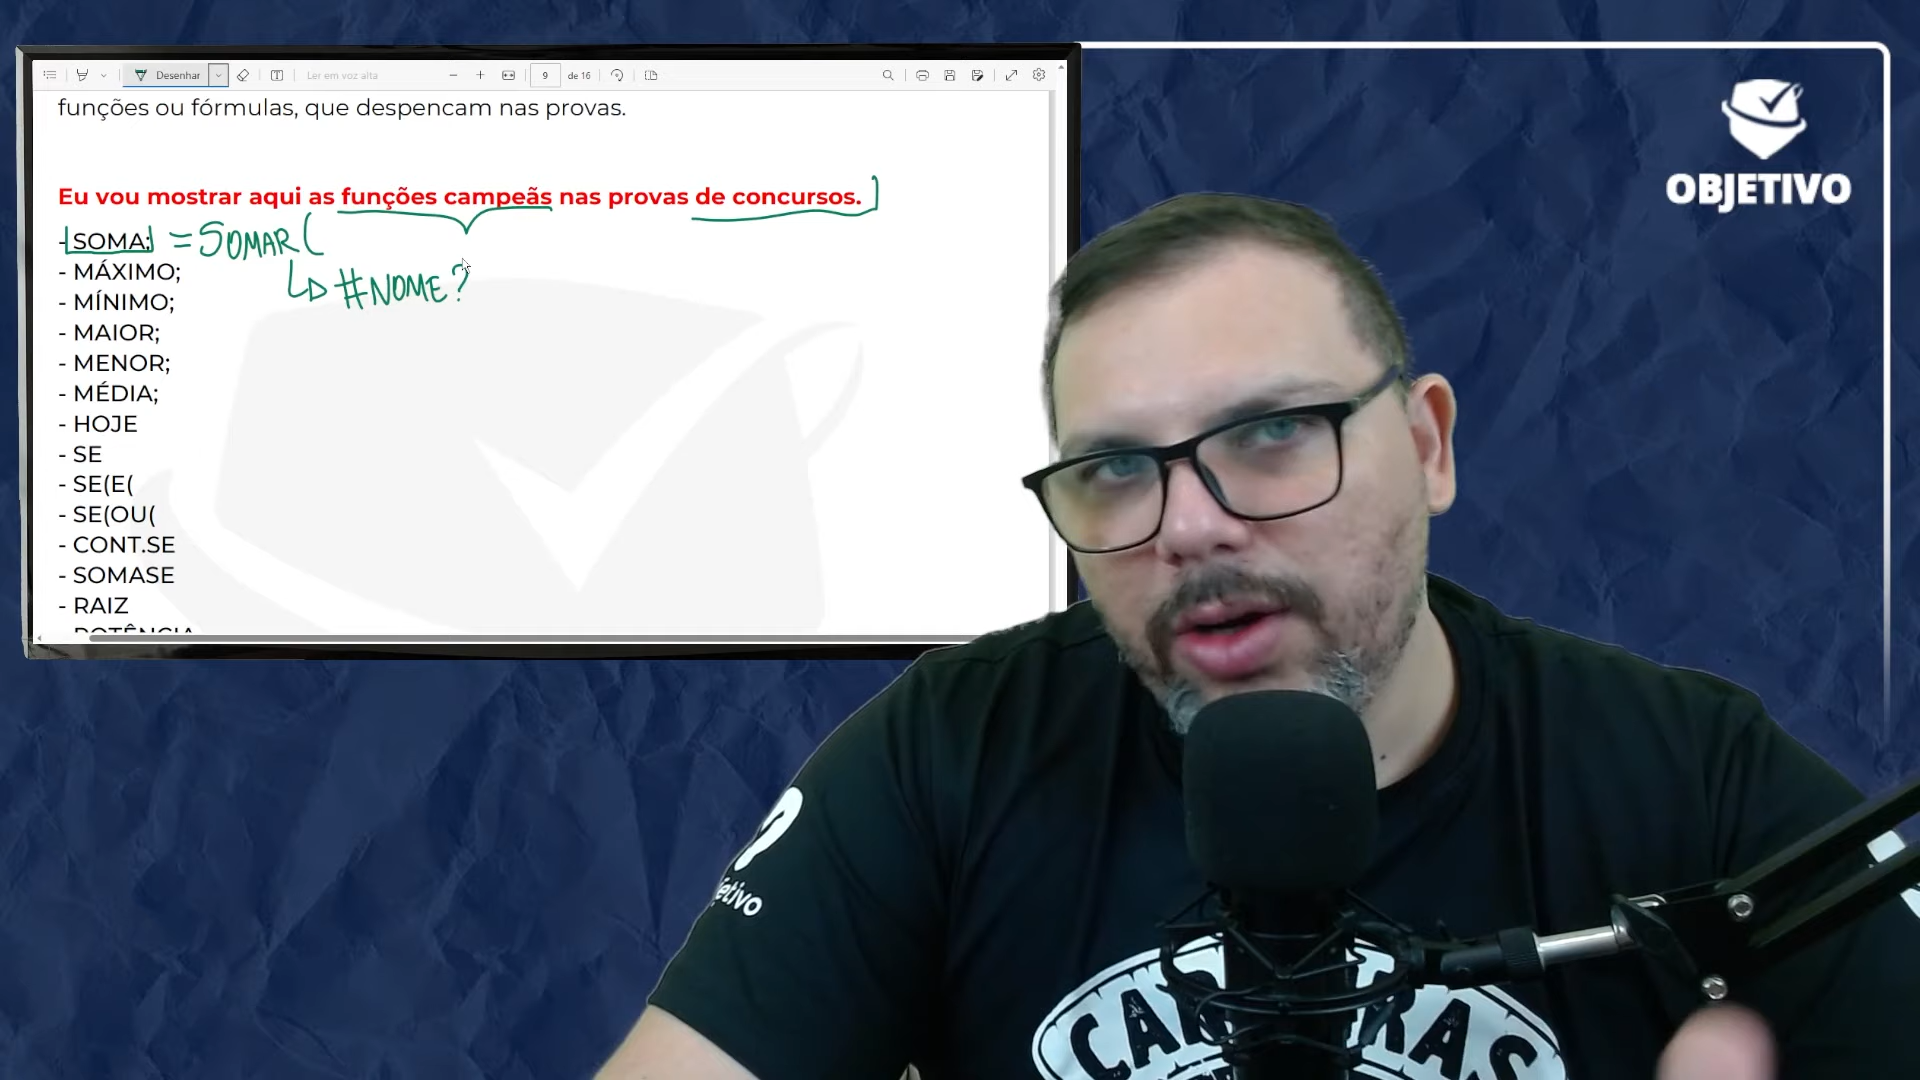 Desenhar
Ler em voz alta
9 de 16
funções ou fórmulas, que despencam nas provas.
Eu vou mostrar aqui as funções campeãs nas provas de concursos.
- SOMA; = SOMAR(
- MÁXIMO;
#NOME?
- MÍNIMO;
- MAIOR;
- MENOR;
- MÉDIA;
- HOJE
- SE
- SE(E(
- SE(OU(
- CONT.SE
- SOMASE
- RAIZ
- POTÊNCIA
OBJETIVO